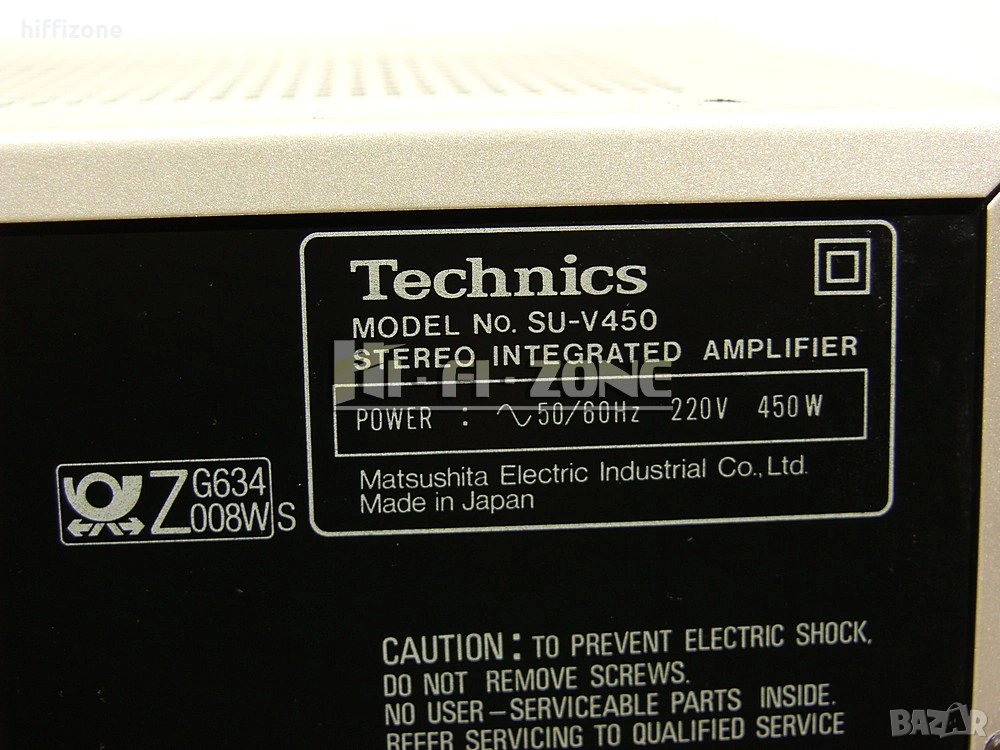 hiffizone
Technics
MODEL No. SU-V450
STEREO INTEGRATED AMPLIFIER
Hi-Fi-ZONE
POWER : ∿50/60Hz 220V 450W
Matsushita Electric Industrial Co., Ltd.
Made in Japan
Z G634
008W S
CAUTION: TO PREVENT ELECTRIC SHOCK,
DO NOT REMOVE SCREWS.
NO USER-SERVICEABLE PARTS INSIDE.
REFER SERVICING TO QUALIFIED SERVICE
BAZAR